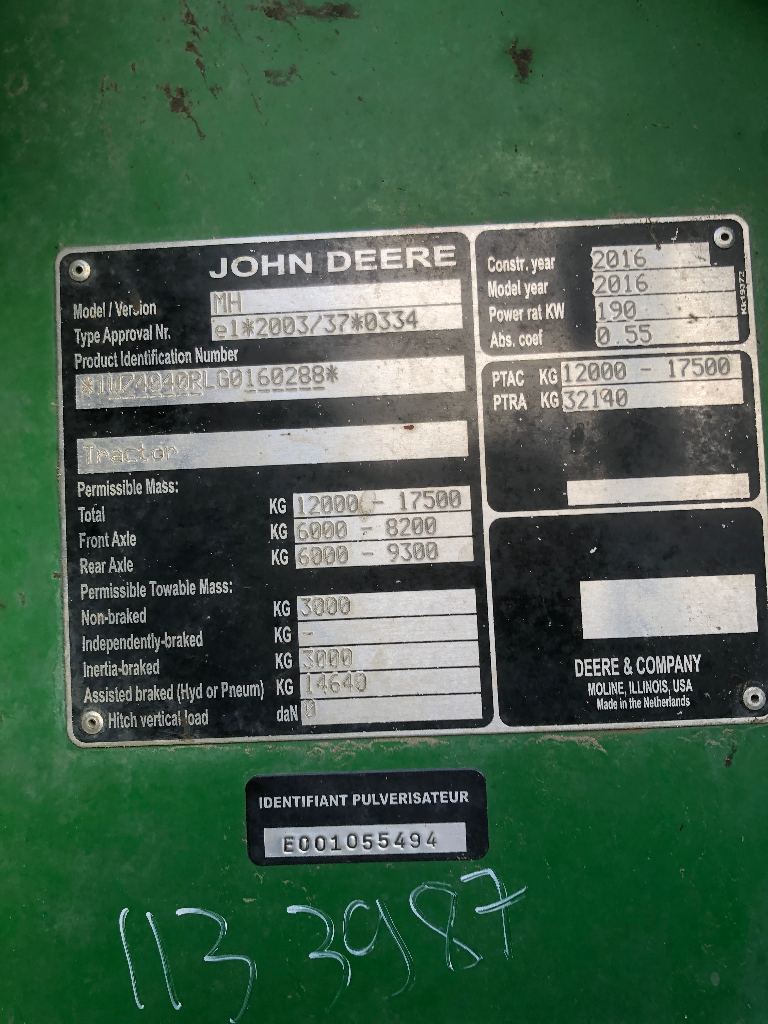 JOHN DEERE
Model / Version MH
Type Approval Nr. e1*2003/37*0334
Product Identification Number
*1W04040RLG0160288*
Tractor
Permissible Mass:
Total KG 12000 - 17500
Front Axle KG 6000 - 8200
Rear Axle KG 6000 - 9300
Permissible Towable Mass:
Non-braked KG 3000
Independently-braked KG -
Inertia-braked KG 3000
Assisted braked (Hyd or Pneum) KG 14640
Hitch vertical load daN 0
Constr. year 2016
Model year 2016
Power rat KW 190
Abs. coef 0.55
PTAC KG 12000 - 17500
PTRA KG 32140
DEERE & COMPANY
MOLINE, ILLINOIS, USA
Made in the Netherlands
IDENTIFIANT PULVERISATEUR
E001055494
113 3987